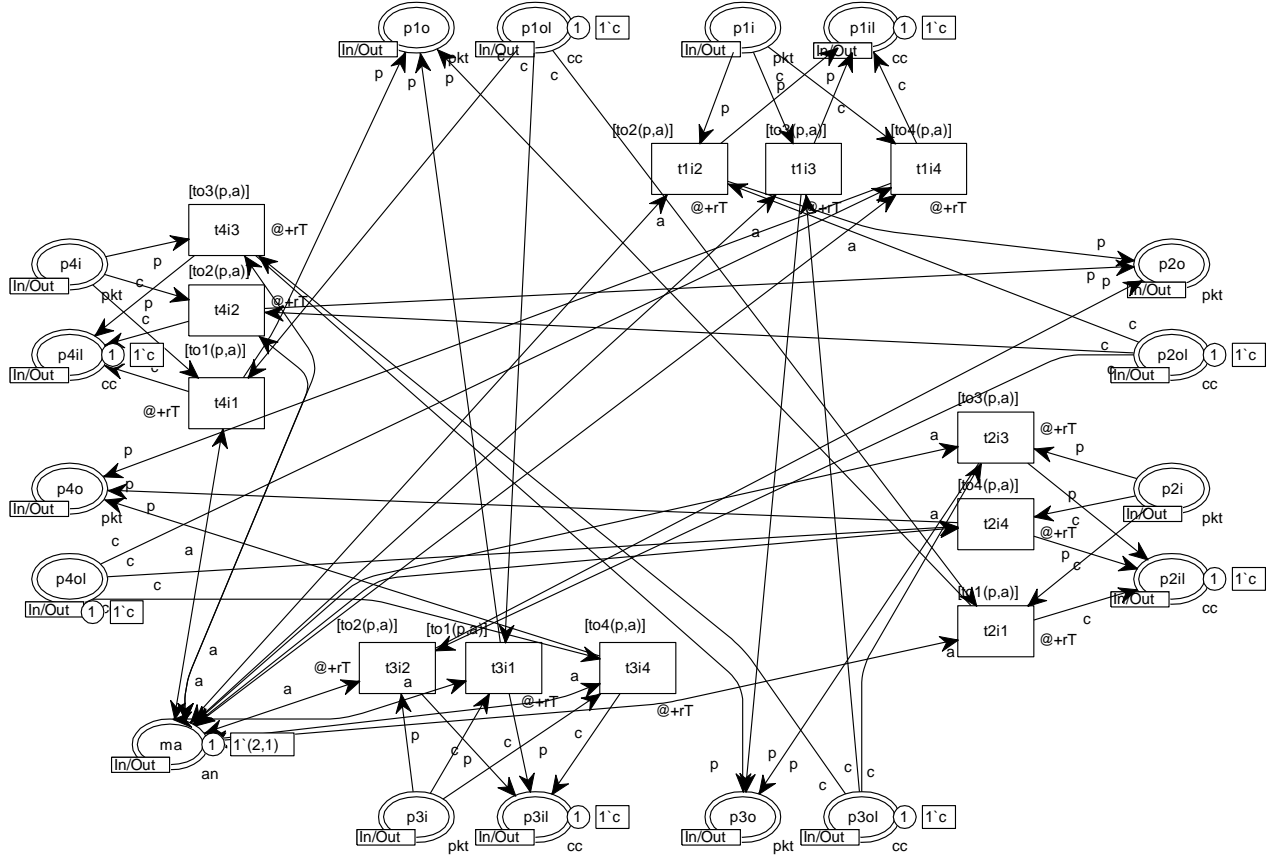 p1o
p1ol
1
1`c
p1i
p1il
1
1`c
In/Out
pkt
In/Out
c
c
cc
In/Out
pkt
In/Out
cc
p
p
p
c
c
p
p
c
c
p
[to2(p,a)]
[to3(p,a)]
[to4(p,a)]
t1i2
t1i3
t1i4
@+rT
@+rT
@+rT
a
a
a
[to3(p,a)]
t4i3
@+rT
p4i
In/Out
pkt
p
c
[to2(p,a)]
t4i2
@+rT
p
c
p4il
1
1`c
In/Out
cc
c
[to1(p,a)]
t4i1
@+rT
p
p
p
p2o
In/Out
pkt
c
c
c
p2ol
1
1`c
In/Out
cc
[to3(p,a)]
a
t2i3
@+rT
p
p4o
In/Out
pkt
p
p
p
[to4(p,a)]
a
t2i4
@+rT
p
c
p2i
In/Out
pkt
c
c
c
c
p4ol
In/Out
1
1`c
a
p
c
p2il
1
1`c
In/Out
cc
[to1(p,a)]
t2i1
@+rT
c
a
[to2(p,a)]
[to1(p,a)]
[to4(p,a)]
t3i2
t3i1
t3i4
@+rT
@+rT
@+rT
a
a
a
a
a
a
ma
1
1`(2,1)
In/Out
an
p
c
p
c
p
c
p
p
p
c
c
c
p3i
In/Out
pkt
p3il
1
1`c
In/Out
cc
p3o
In/Out
pkt
p3ol
1
1`c
In/Out
cc